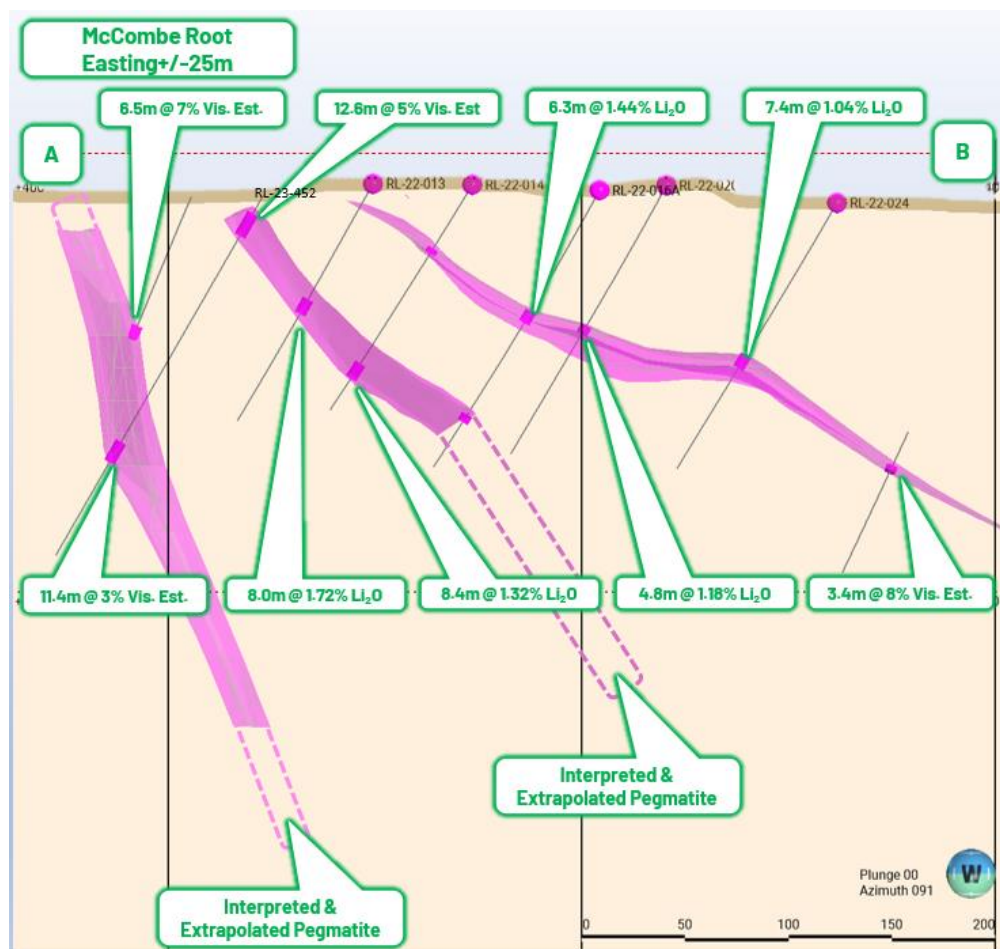 McCombe Root
Easting+/-25m
6.5m @ 7% Vis. Est.
12.6m @ 5% Vis. Est
6.3m @ 1.44% Li₂O
7.4m @ 1.04% Li₂O
A
B
+400
RL-23-452
RL-22-013
RL-22-014
RL-22-016A
RL-22-024
11.4m @ 3% Vis. Est.
8.0m @ 1.72% Li₂O
8.4m @ 1.32% Li₂O
4.8m @ 1.18% Li₂O
3.4m @ 8% Vis. Est.
Interpreted &
Extrapolated Pegmatite
Interpreted &
Extrapolated Pegmatite
Plunge 00
Azimuth 091
W
0 50 100 150 200